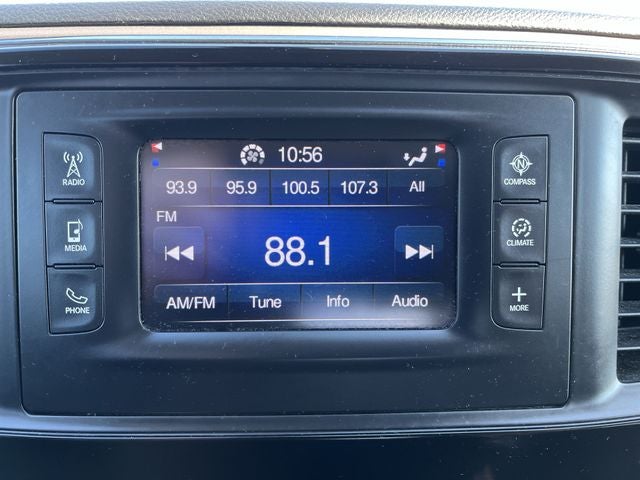 10:56
93.9 95.9 100.5 107.3 All
FM
88.1
AM/FM Tune Info Audio
RADIO
MEDIA
PHONE
N
COMPASS
CLIMATE
MORE